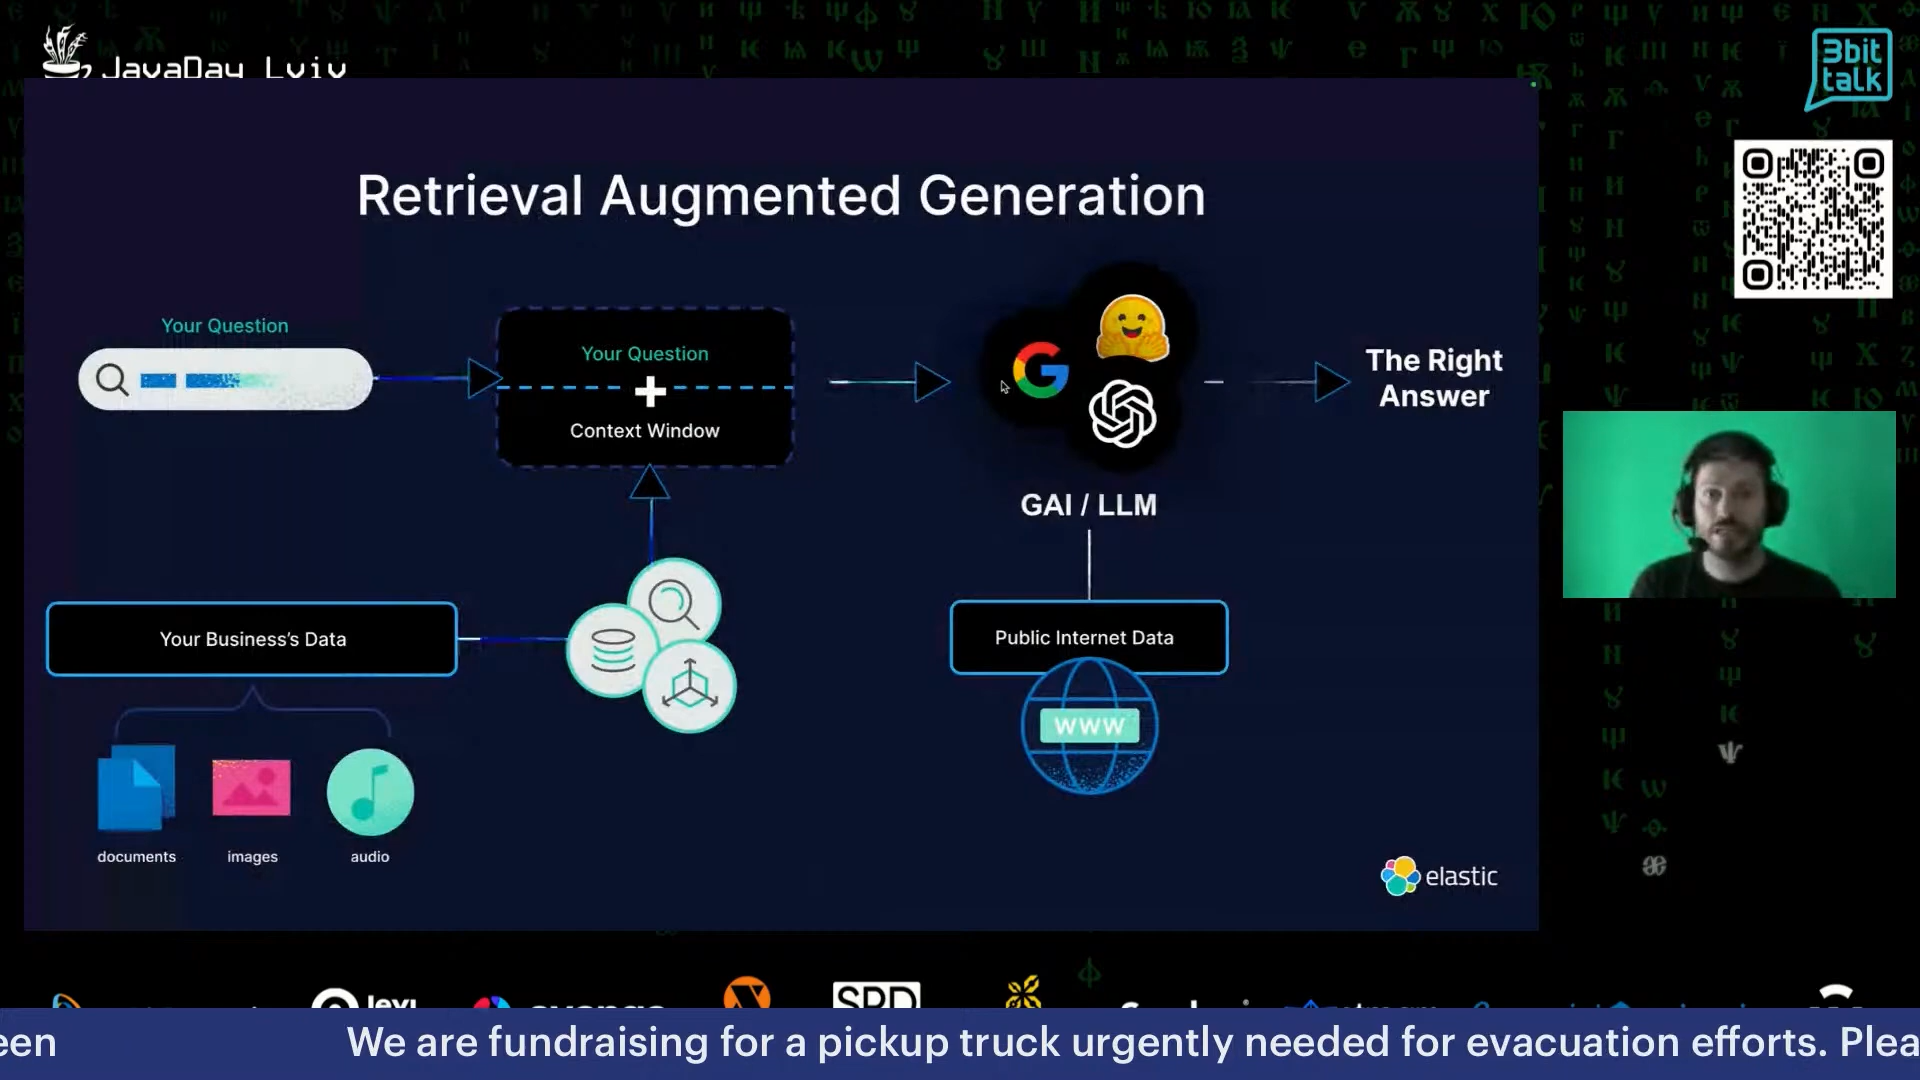 JavaDay Lviv
3bit
talk
Retrieval Augmented Generation
Your Question
Your Question
Context Window
The Right
Answer
GAI / LLM
Your Business's Data
Public Internet Data
www
documents
images
audio
elastic
SPD
een
We are fundraising for a pickup truck urgently needed for evacuation efforts. Plea